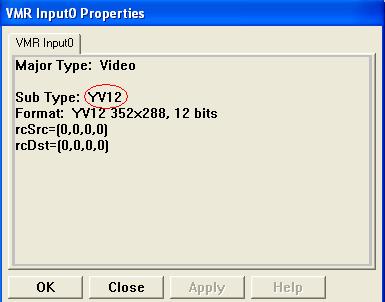 VMR Input0 Properties
VMR Input0
Major Type: Video
Sub Type: YV12
Format: YV12 352x288, 12 bits
rcSrc=(0,0,0,0)
rcDst=(0,0,0,0)
OK Close Apply Help